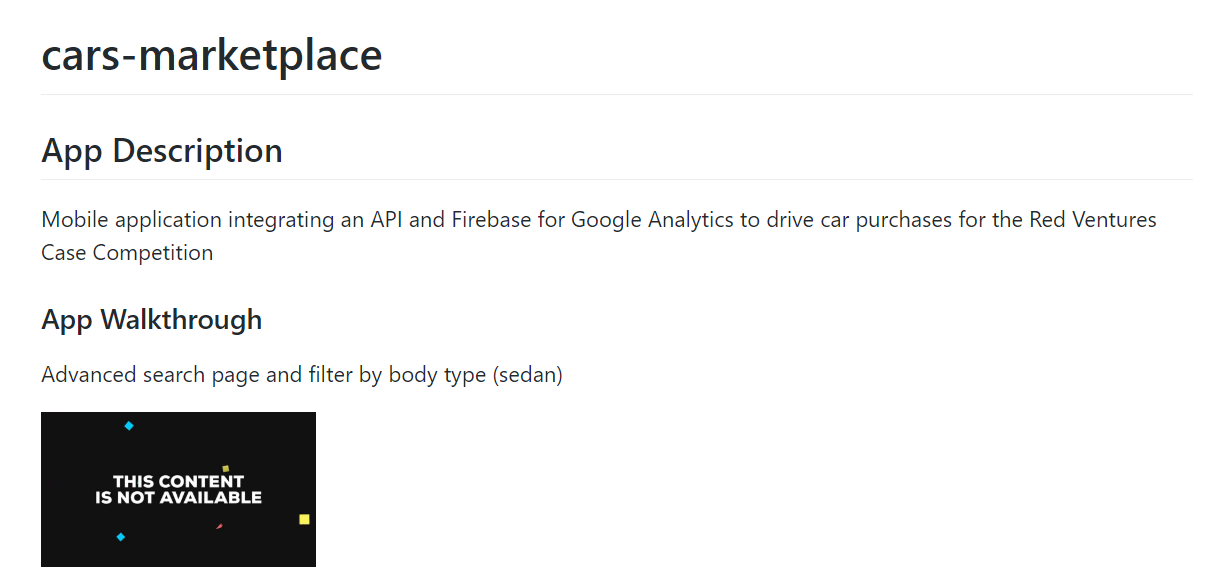 cars-marketplace
App Description
Mobile application integrating an API and Firebase for Google Analytics to drive car purchases for the Red Ventures
Case Competition
App Walkthrough
Advanced search page and filter by body type (sedan)
THIS CONTENT
IS NOT AVAILABLE